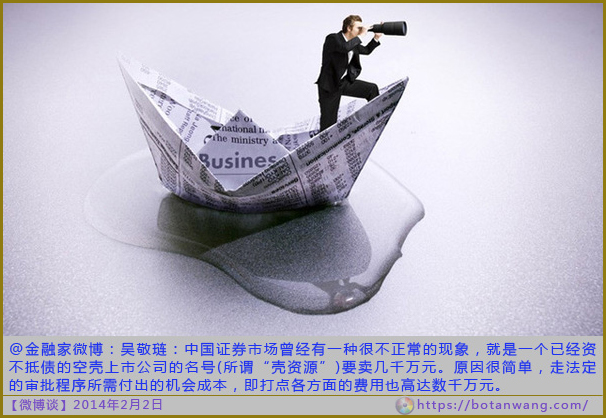 ce of
national m
The ministry a
Busines
@金融家微博：吴敬琏：中国证券市场曾经有一种很不正常的现象，就是一个已经资
不抵债的空壳上市公司的名号(所谓“壳资源”)要卖几千万元。原因很简单，走法定
的审批程序所需付出的机会成本，即打点各方面的费用也高达数千万元。
【微博谈】2014年2月2日
https://botanwang.com/